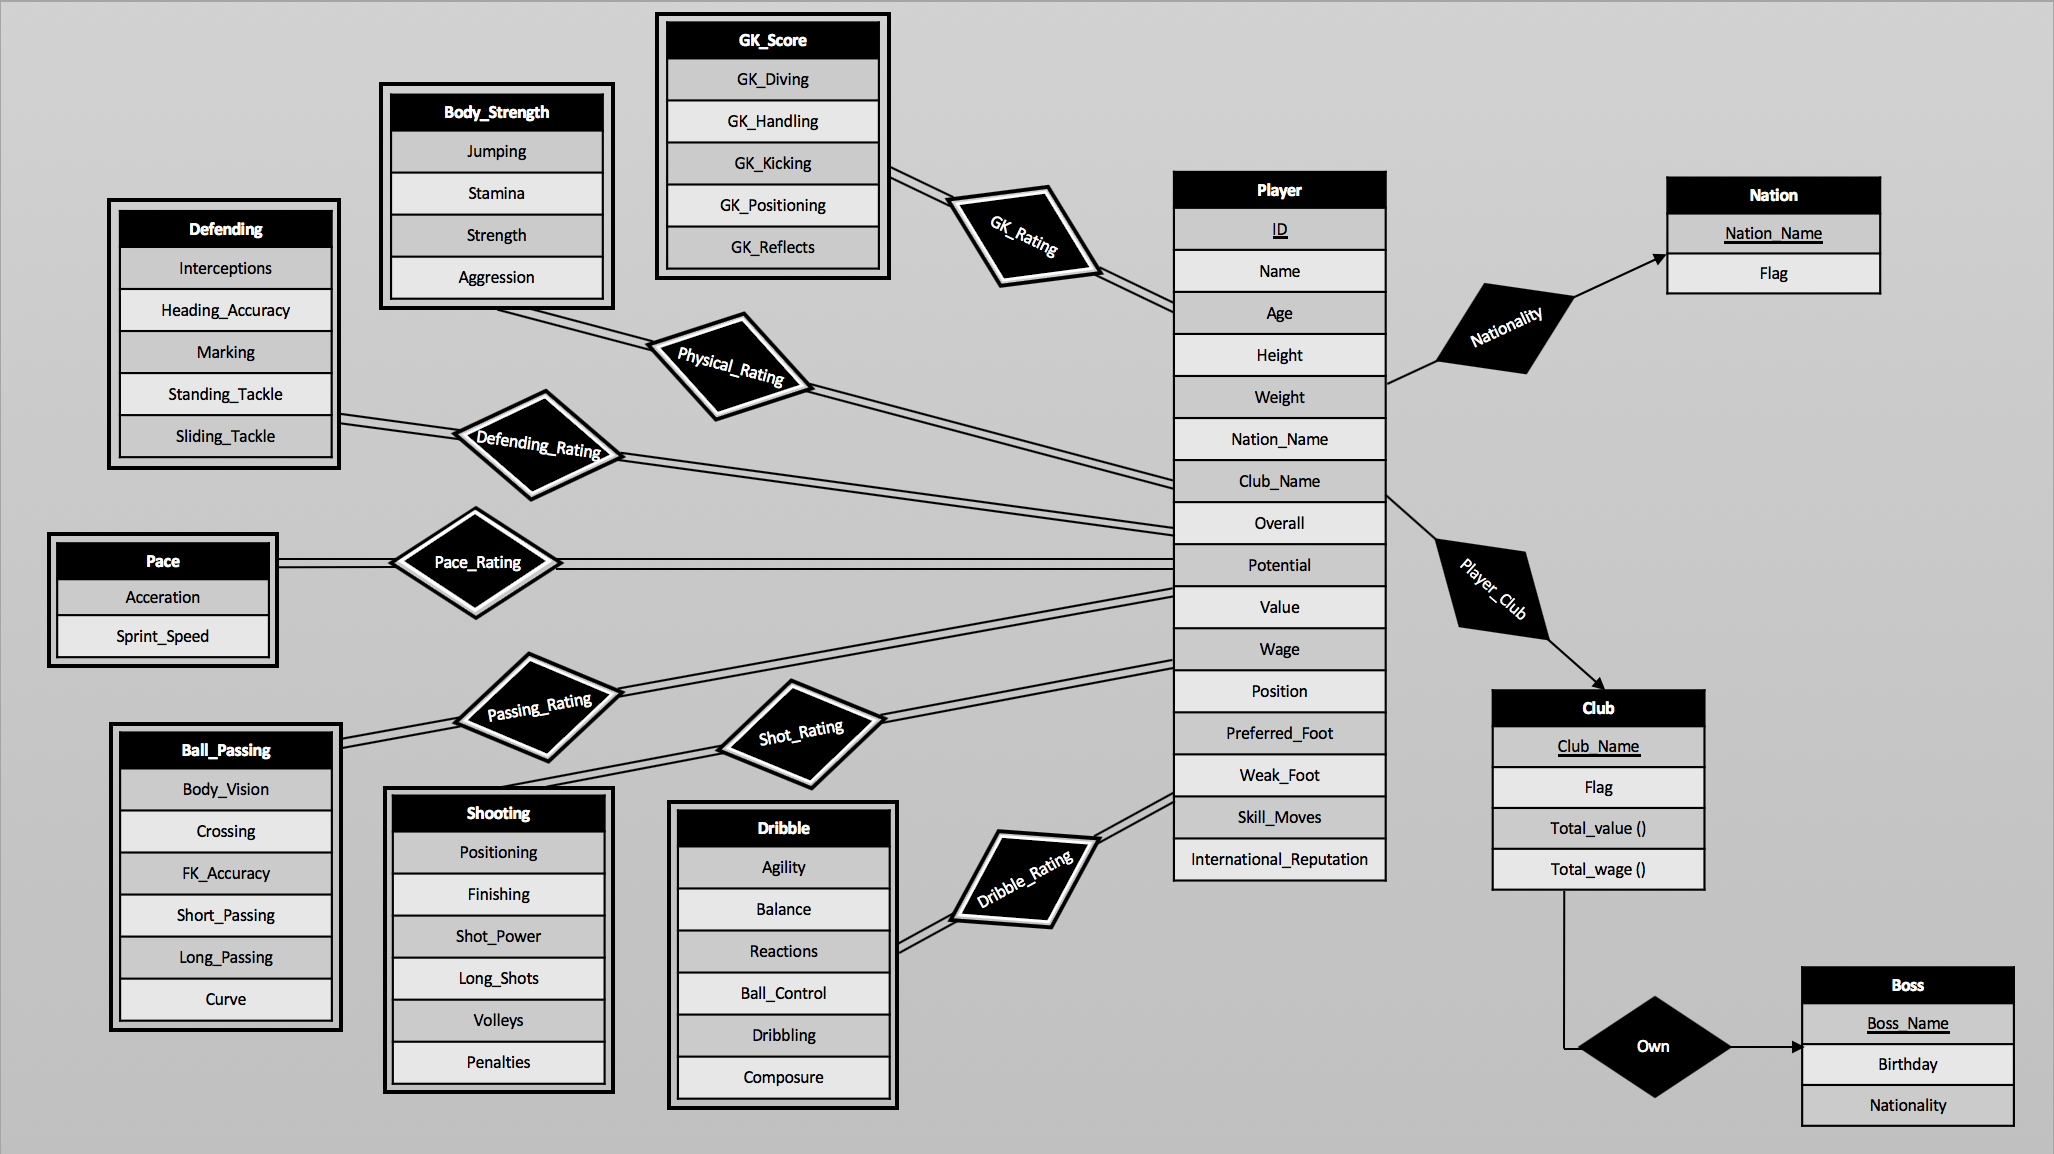 GK_Score
GK_Diving
GK_Handling
GK_Kicking
GK_Positioning
GK_Reflects
Body_Strength
Jumping
Stamina
Strength
Aggression
Defending
Interceptions
Heading_Accuracy
Marking
Standing_Tackle
Sliding_Tackle
Pace
Acceration
Sprint_Speed
Ball_Passing
Body_Vision
Crossing
FK_Accuracy
Short_Passing
Long_Passing
Curve
Shooting
Positioning
Finishing
Shot_Power
Long_Shots
Volleys
Penalties
Dribble
Agility
Balance
Reactions
Ball_Control
Dribbling
Composure
GK_Rating
Physical_Rating
Defending_Rating
Pace_Rating
Passing_Rating
Shot_Rating
Dribble_Rating
Player
ID
Name
Age
Height
Weight
Nation_Name
Club_Name
Overall
Potential
Value
Wage
Position
Preferred_Foot
Weak_Foot
Skill_Moves
International_Reputation
Nationality
Player_Club
Nation
Nation_Name
Flag
Club
Club_Name
Flag
Total_value ()
Total_wage ()
Own
Boss
Boss_Name
Birthday
Nationality